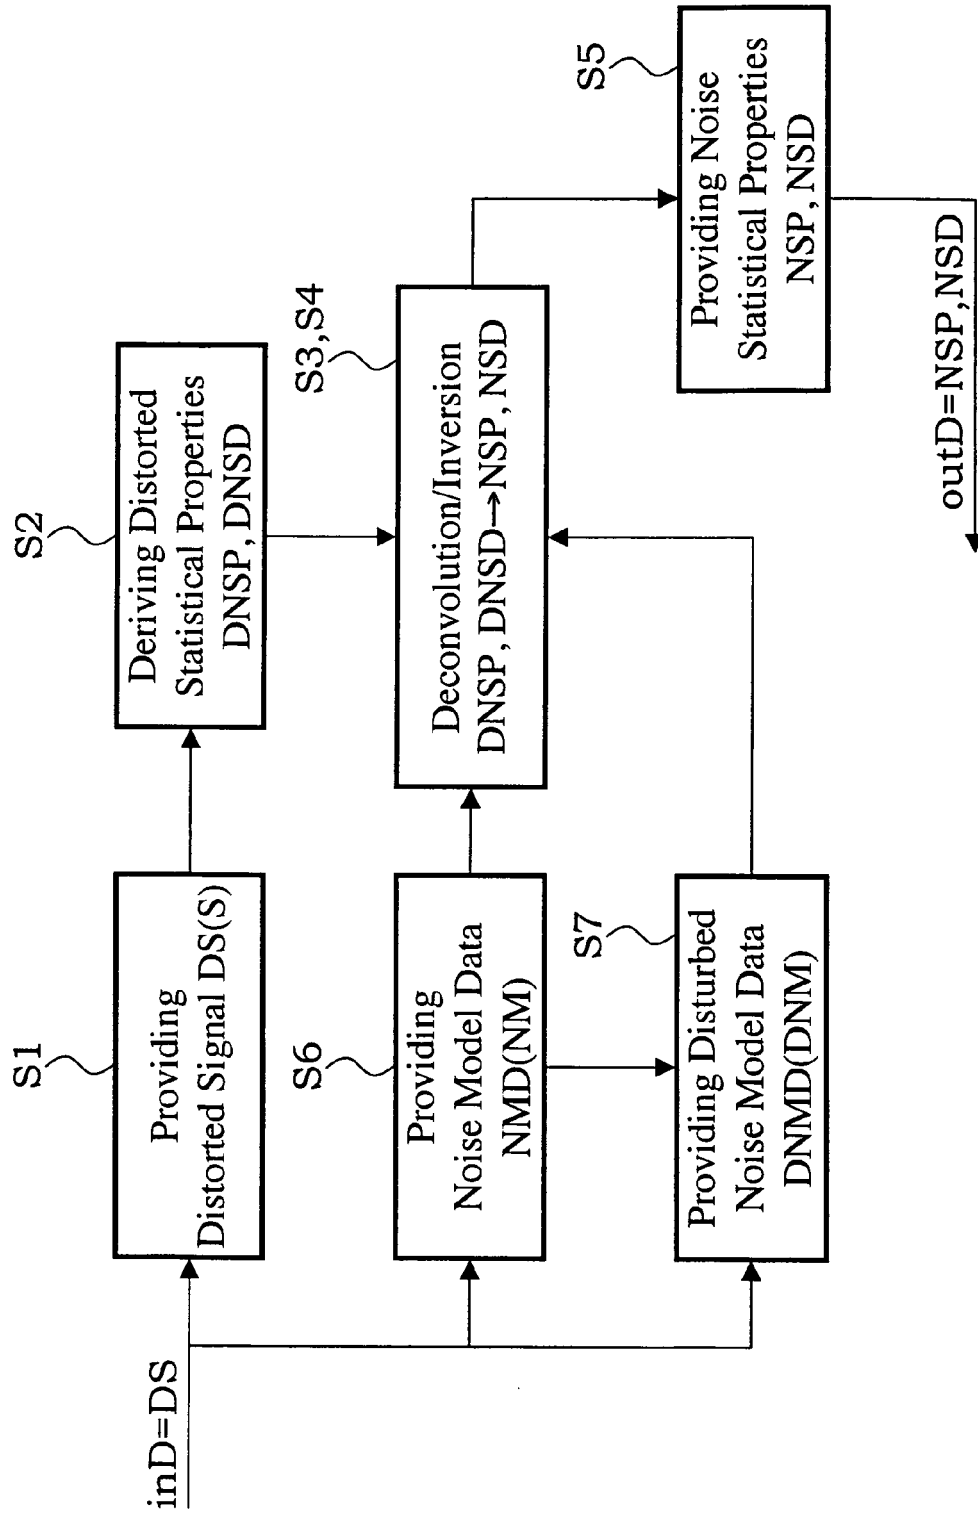 inD=DS
S1
Providing
Distorted Signal DS(S)
S2
Deriving Distorted
Statistical Properties
DNSP, DNSD
S6
Providing
Noise Model Data
NMD(NM)
S3,S4
Deconvolution/Inversion
DNSP, DNSD→NSP, NSD
S7
Providing Disturbed
Noise Model Data
DNMD(DNM)
S5
Providing Noise
Statistical Properties
NSP, NSD
outD=NSP,NSD